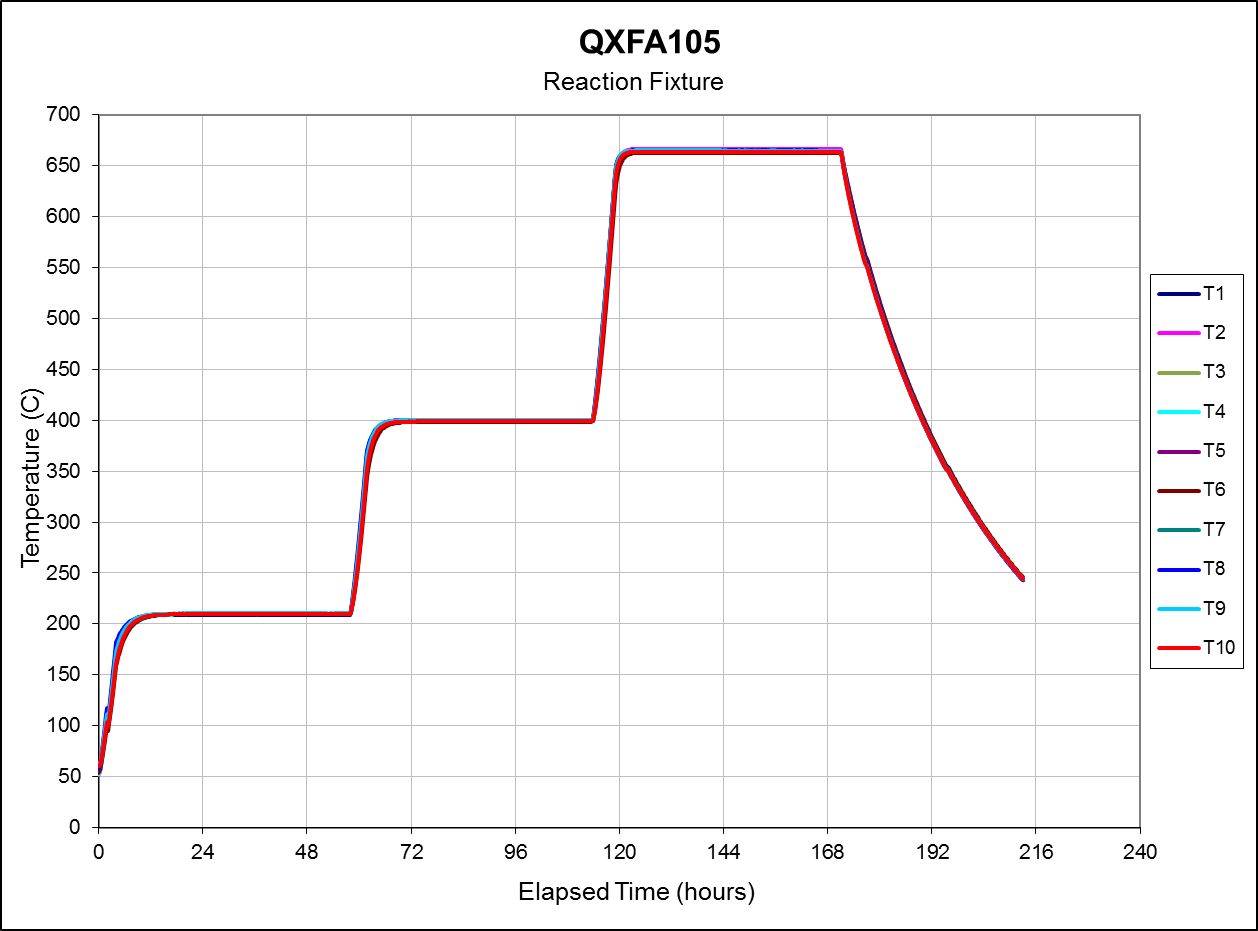 QXFA105
Reaction Fixture
Temperature (C)
700
650
600
550
500
450
400
350
300
250
200
150
100
50
0
0 24 48 72 96 120 144 168 192 216 240
Elapsed Time (hours)
T1
T2
T3
T4
T5
T6
T7
T8
T9
T10